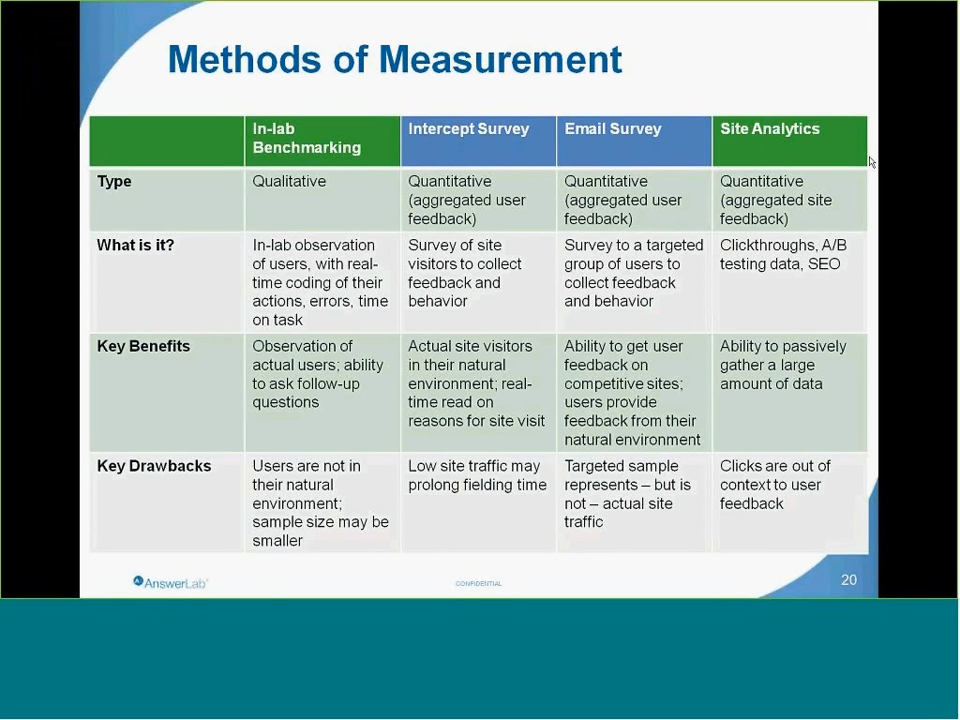 Methods of Measurement
In-lab
Benchmarking
Intercept Survey
Email Survey
Site Analytics
Type
Qualitative
Quantitative
(aggregated user
feedback)
Quantitative
(aggregated user
feedback)
Quantitative
(aggregated site
feedback)
What is it?
In-lab observation
of users, with real-
time coding of their
actions, errors, time
on task
Survey of site
visitors to collect
feedback and
behavior
Survey to a targeted
group of users to
collect feedback
and behavior
Clickthroughs, A/B
testing data, SEO
Key Benefits
Observation of
actual users; ability
to ask follow-up
questions
Actual site visitors
in their natural
environment; real-
time read on
reasons for site visit
Ability to get user
feedback on
competitive sites;
users provide
feedback from their
natural environment
Ability to passively
gather a large
amount of data
Key Drawbacks
Users are not in
their natural
environment;
sample size may be
smaller
Low site traffic may
prolong fielding time
Targeted sample
represents – but is
not – actual site
traffic
Clicks are out of
context to user
feedback
AnswerLab
CONFIDENTIAL
20